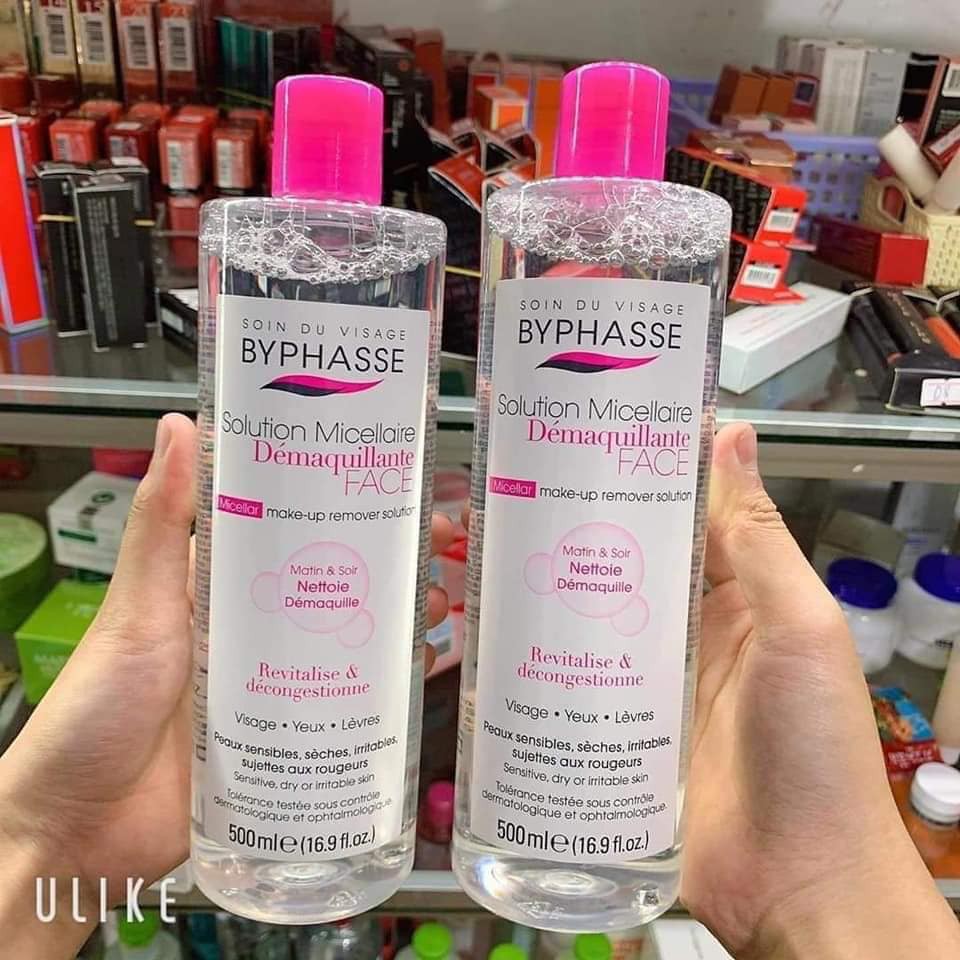 SOIN DU VISAGE
BYPHASSE
Solution Micellaire
Démaquillante
FACE
Micellar make-up remover solution
Matin & Soir
Nettoie
Démaquille
Revitalise &
décongestionne
Visage • Yeux • Lèvres
Peaux sensibles, sèches, irritables,
sujettes aux rougeurs
Sensitive, dry or irritable skin
Tolérance testée sous contrôle
dermatologique et ophtalmologique.
500 ml e (16.9 fl.oz.)
SOIN DU VISAGE
BYPHASSE
Solution Micellaire
Démaquillante
FACE
Micellar make-up remover solution
Matin & Soir
Nettoie
Démaquille
Revitalise &
décongestionne
Visage • Yeux • Lèvres
Peaux sensibles, sèches, irritables,
sujettes aux rougeurs
Sensitive, dry or irritable skin
Tolérance testée sous contrôle
dermatologique et ophtalmologique.
500 ml e (16.9 fl.oz.)
ULIKE